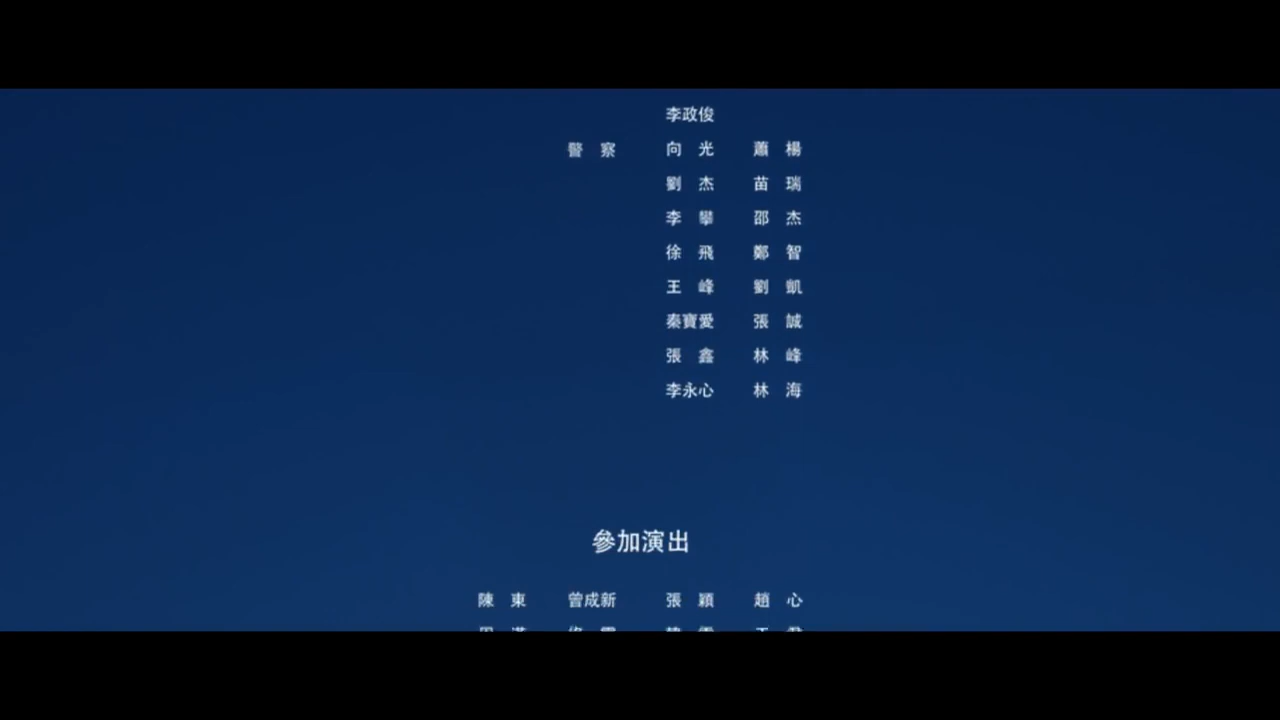 李政俊
警 察 向 光 蕭 楊
劉 杰 苗 瑞
李 攀 邵 杰
徐 飛 鄭 智
王 峰 劉 凱
秦寶愛 張 誠
張 鑫 林 峰
李永心 林 海
參加演出
陳 東 曾成新 張 穎 趙 心